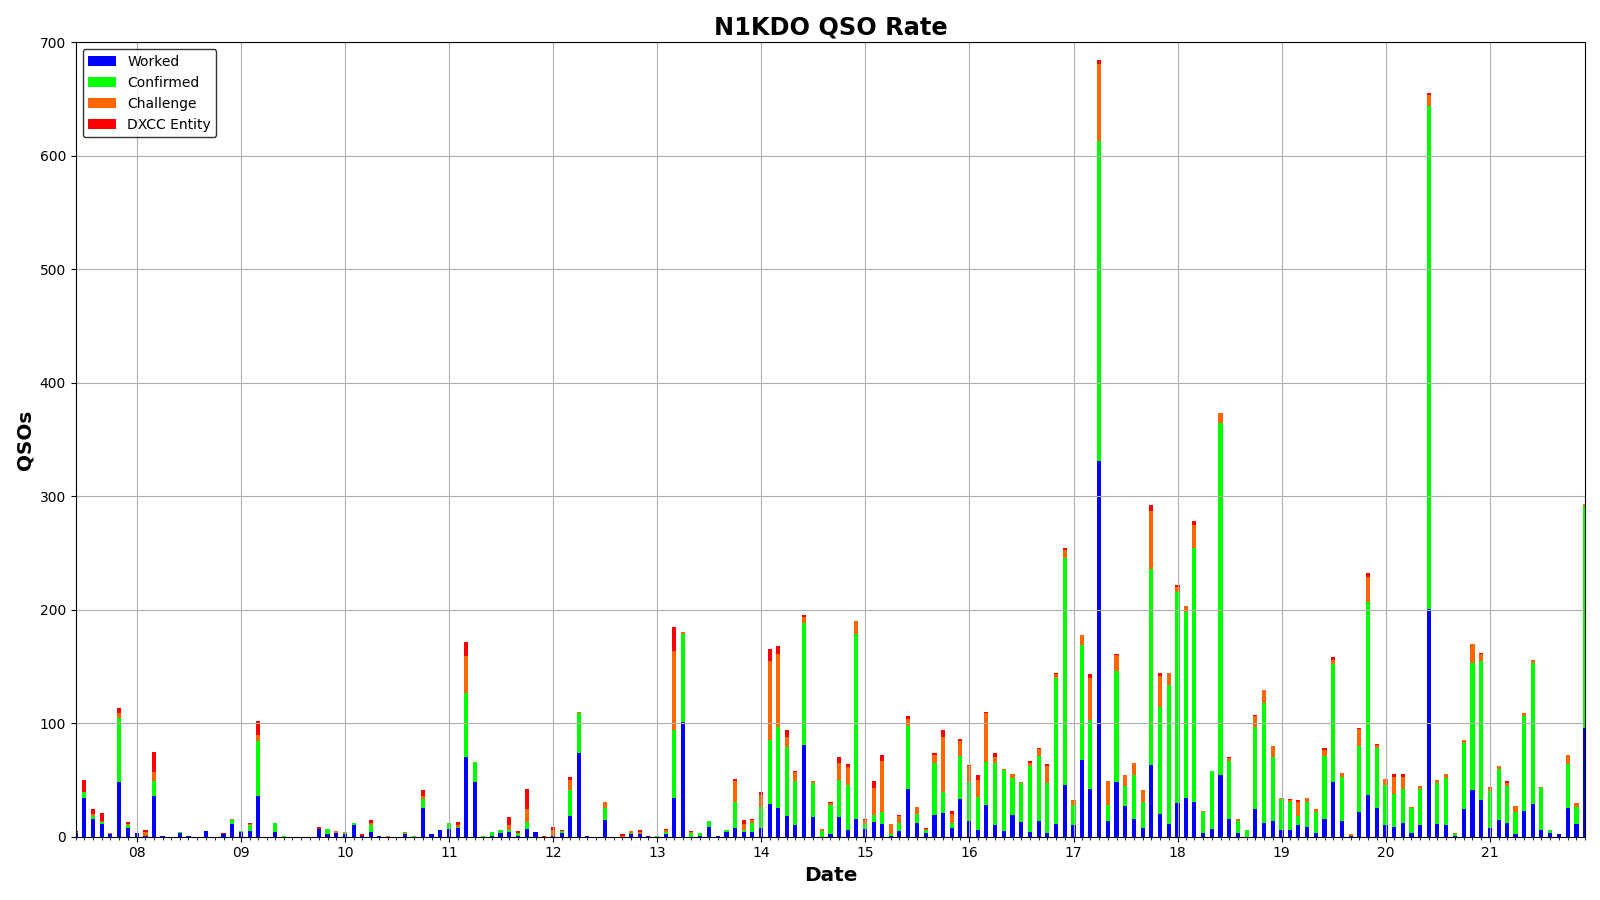 N1KDO QSO Rate
700
600
500
400
300
200
100
0
Worked
Confirmed
Challenge
DXCC Entity
QSOs
08 09 10 11 12 13 14 15 16 17 18 19 20 21
Date